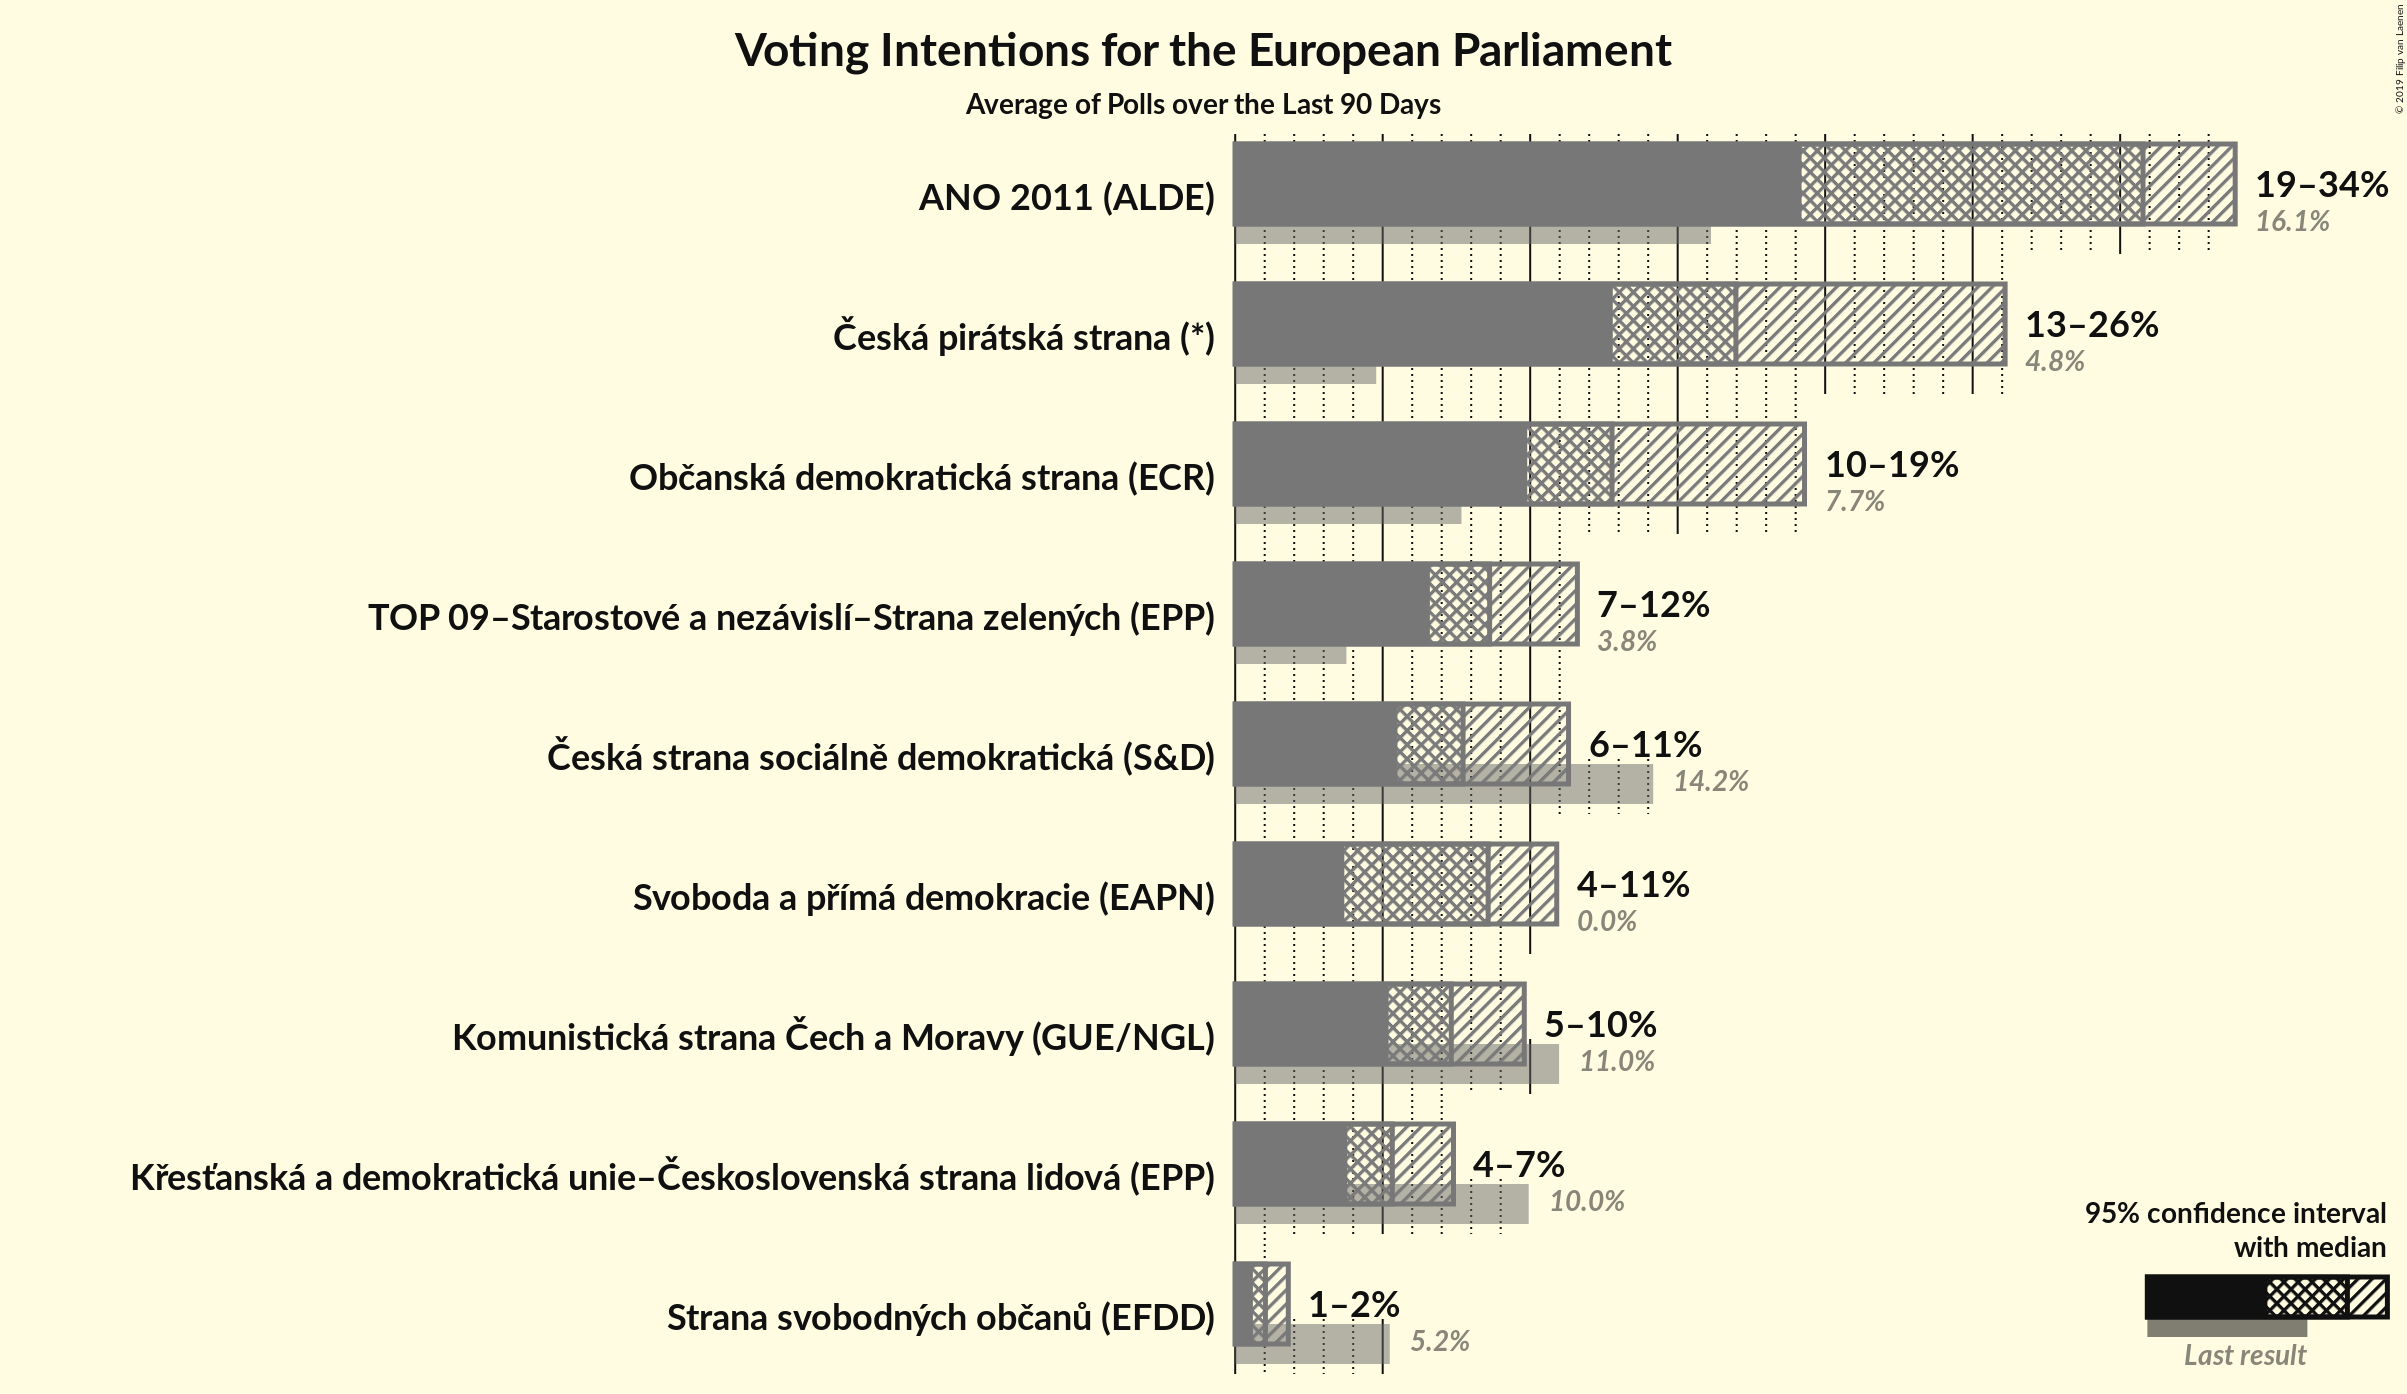 Voting Intentions for the European Parliament
Average of Polls over the Last 90 Days
© 2019 Filip van Laenen
ANO 2011 (ALDE)
19–34%
16.1%
Česká pirátská strana (*)
13–26%
4.8%
Občanská demokratická strana (ECR)
10–19%
7.7%
TOP 09–Starostové a nezávislí–Strana zelených (EPP)
7–12%
3.8%
Česká strana sociálně demokratická (S&D)
6–11%
14.2%
Svoboda a přímá demokracie (EAPN)
4–11%
0.0%
Komunistická strana Čech a Moravy (GUE/NGL)
5–10%
11.0%
Křesťanská a demokratická unie–Československá strana lidová (EPP)
4–7%
10.0%
Strana svobodných občanů (EFDD)
1–2%
5.2%
95% confidence interval
with median
Last result